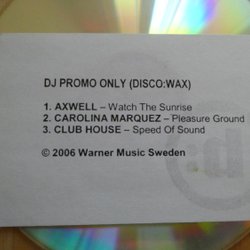 DJ PROMO ONLY (DISCO:WAX)
1. AXWELL – Watch The Sunrise
2. CAROLINA MARQUEZ – Pleasure Ground
3. CLUB HOUSE – Speed Of Sound
© 2006 Warner Music Sweden